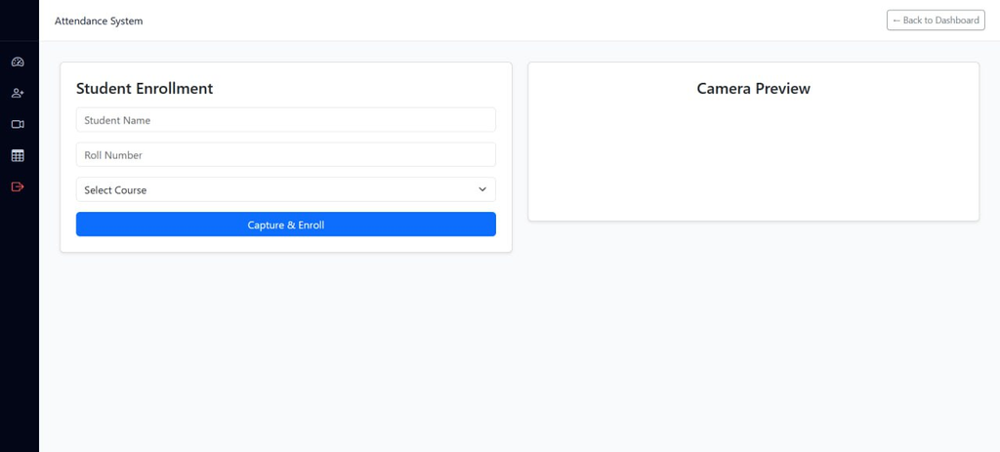 Attendance System
← Back to Dashboard
Student Enrollment
Student Name
Roll Number
Select Course
Capture & Enroll
Camera Preview